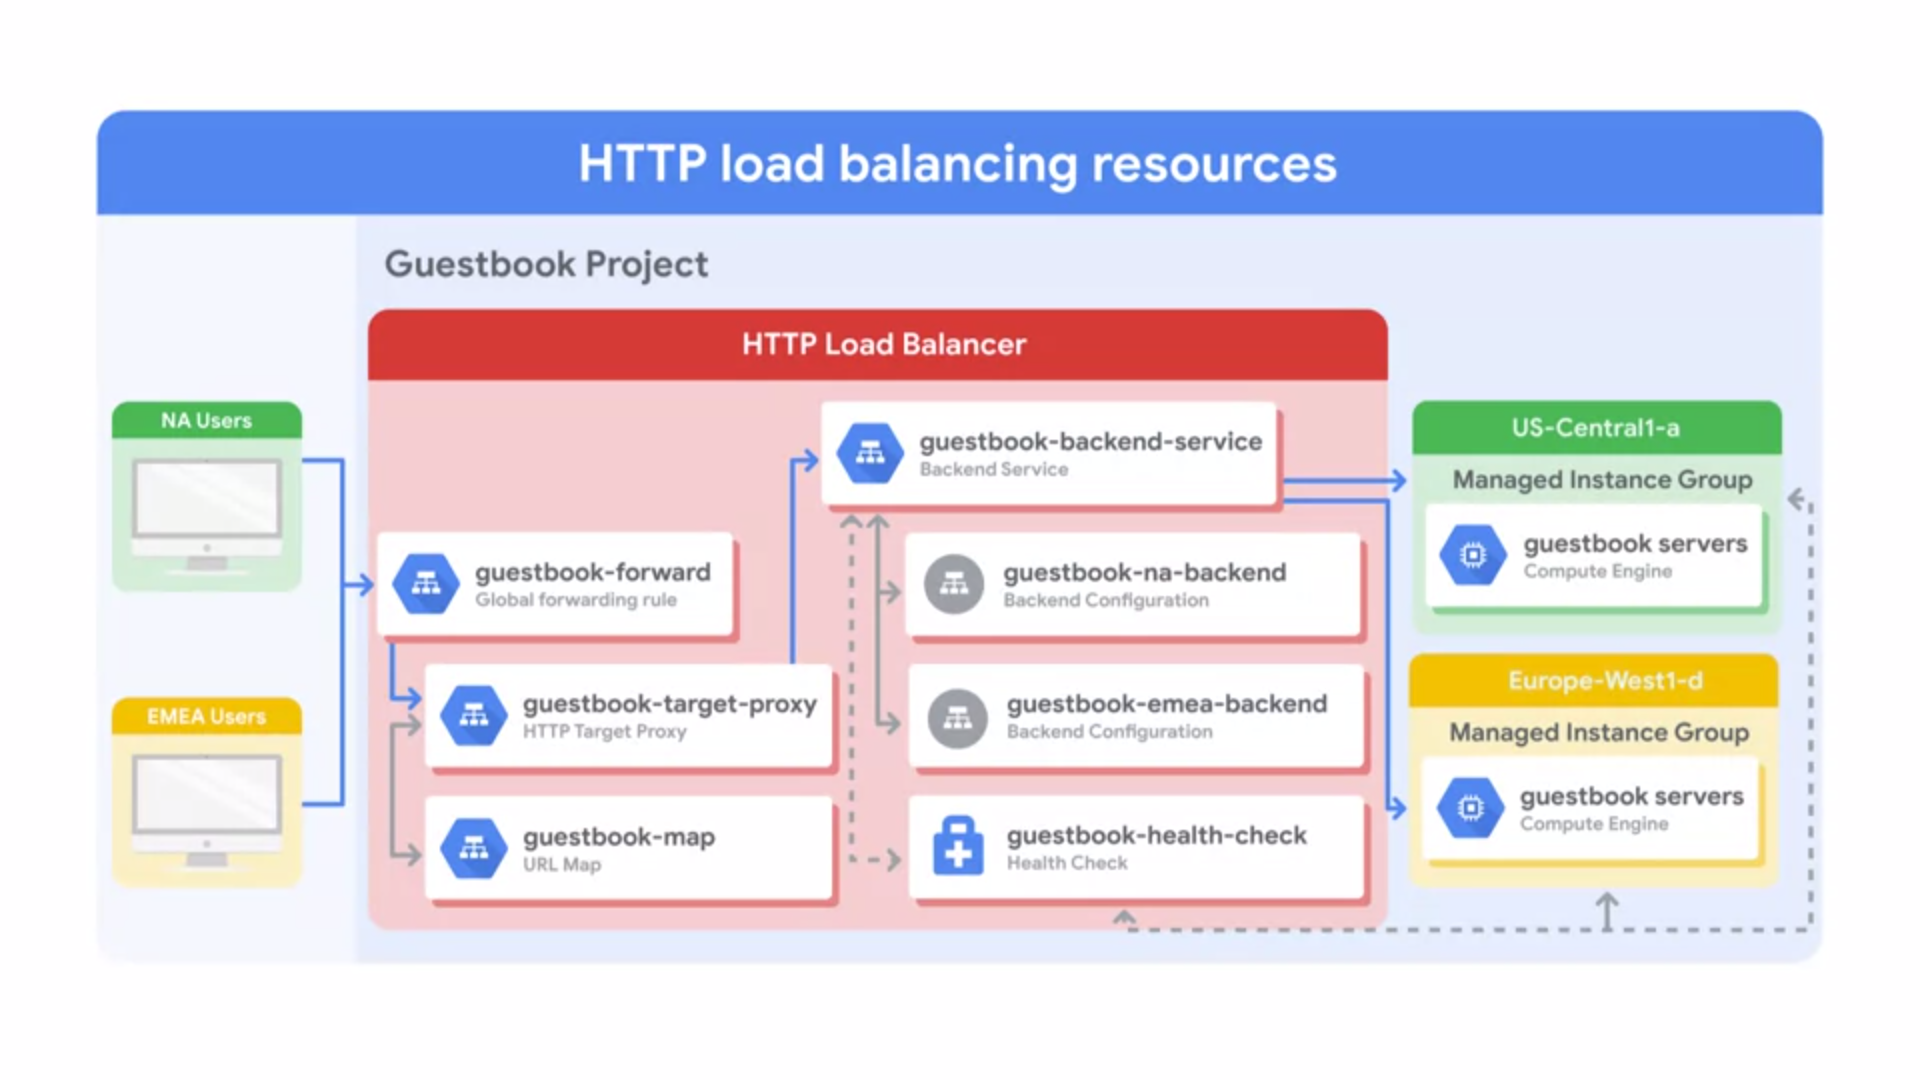 HTTP load balancing resources
Guestbook Project
HTTP Load Balancer
NA Users
EMEA Users
guestbook-forward
Global forwarding rule
guestbook-target-proxy
HTTP Target Proxy
guestbook-map
URL Map
guestbook-backend-service
Backend Service
guestbook-na-backend
Backend Configuration
guestbook-emea-backend
Backend Configuration
guestbook-health-check
Health Check
US-Central1-a
Managed Instance Group
guestbook servers
Compute Engine
Europe-West1-d
Managed Instance Group
guestbook servers
Compute Engine